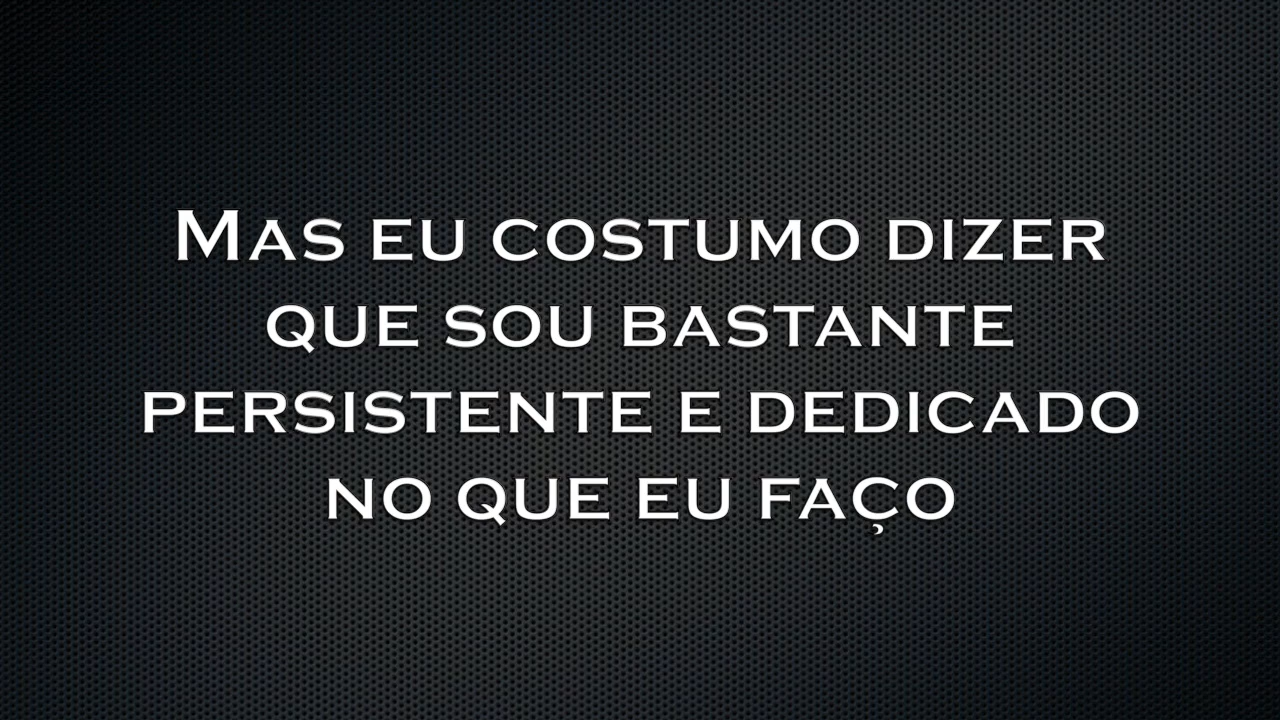 Mas eu costumo dizer
que sou bastante
persistente e dedicado
no que eu faço